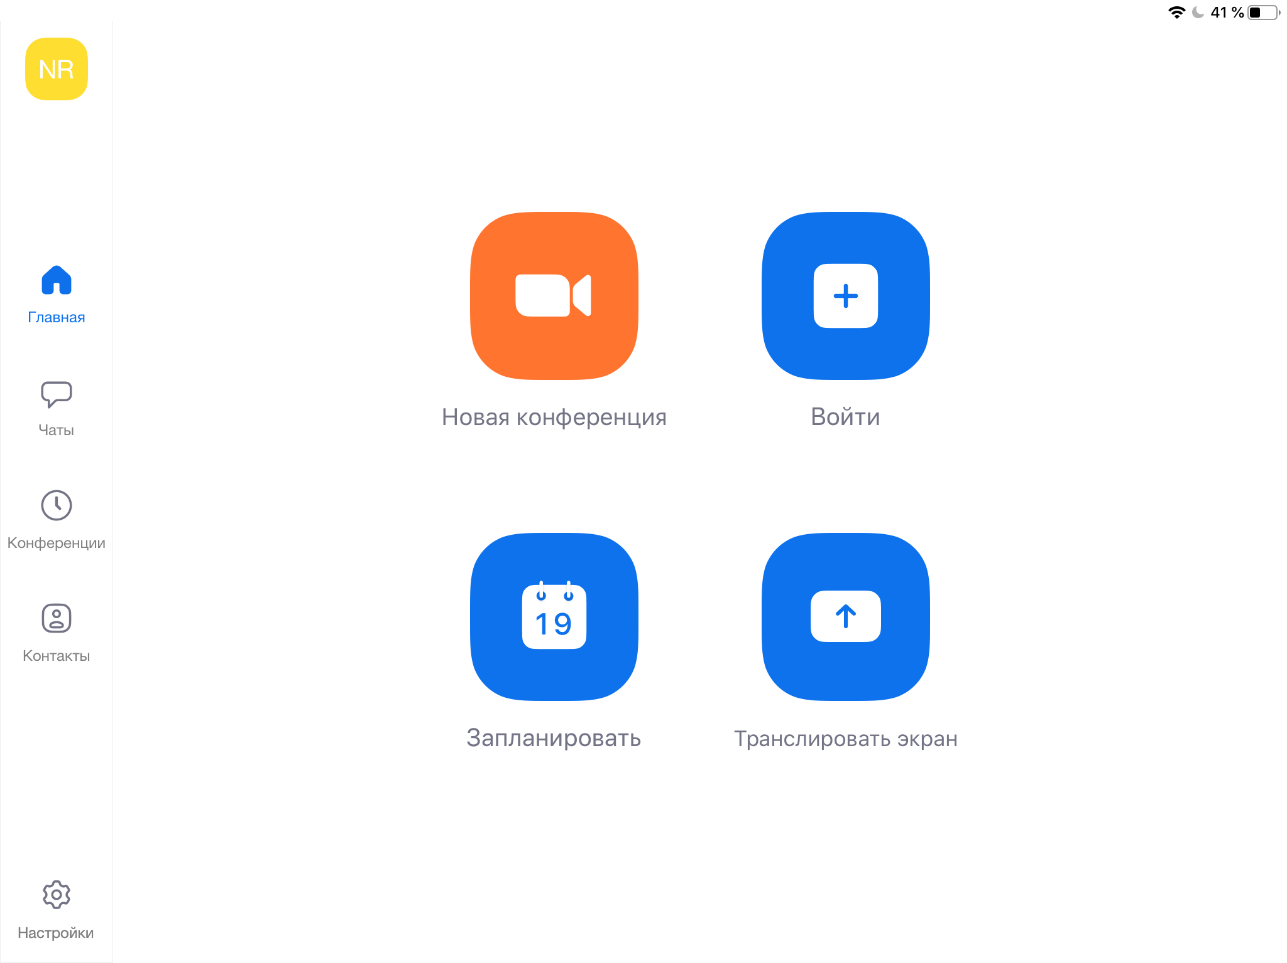 41 %
NR
Главная
Чаты
Конференции
Контакты
Настройки
Новая конференция
Войти
19
Запланировать
Транслировать экран